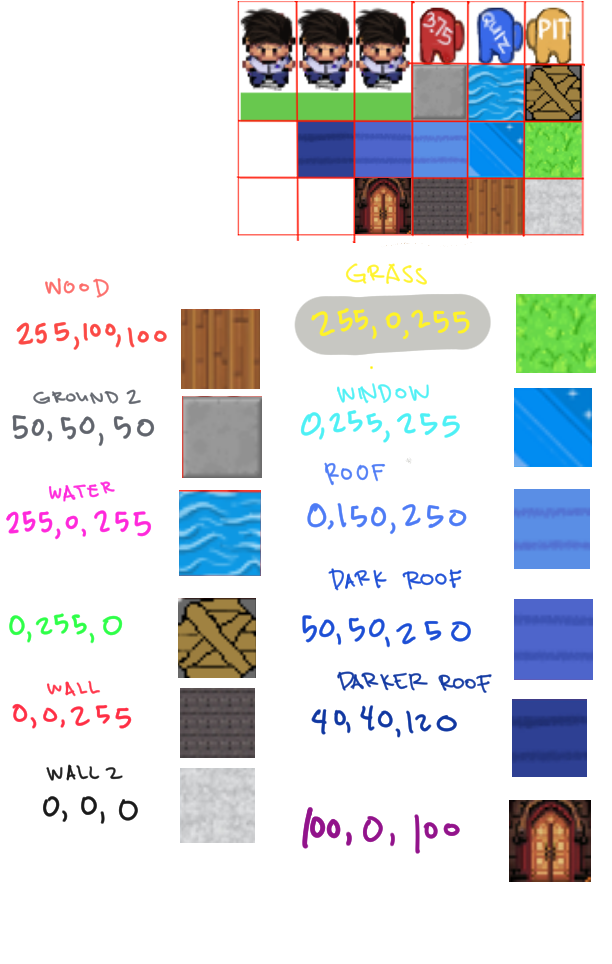 3.75
QUIZ
PIT
WOOD
255,100,100
GROUND 2
50, 50, 50
WATER
255, 0, 255
0, 255, 0
WALL
0, 0, 255
WALL 2
0, 0, 0
GRASS
255, 0, 255
WINDOW
0, 255, 255
ROOF
0, 150, 250
DARK ROOF
50, 50, 250
DARKER ROOF
40, 40, 120
100, 0, 100